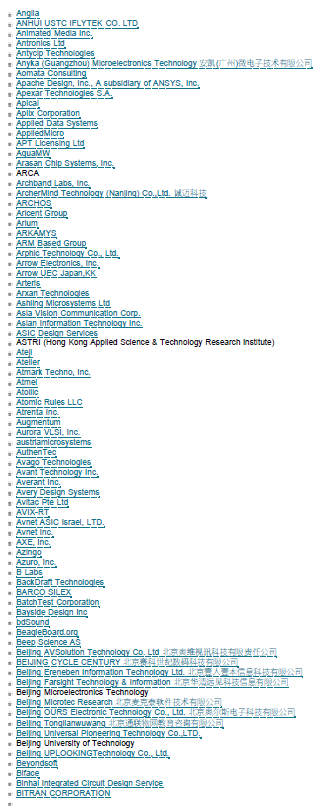 Anglia
ANHUI USTC IFLYTEK CO. LTD
Animated Media Inc.
Antronics Ltd
Antycip Technologies
Anyka (Guangzhou) Microelectronics Technology 安凯(广州)微电子技术有限公司
Aomata Consulting
Apache Design, Inc., A subsidiary of ANSYS, Inc.
Apexar Technologies S.A.
Apical
Aplix Corporation
Applied Data Systems
AppliedMicro
APT Licensing Ltd
AquaMW
Arasan Chip Systems, Inc.
ARCA
Archband Labs, Inc.
ArcherMind Technology (Nanjing) Co.,Ltd. 诚迈科技
ARCHOS
Aricent Group
Arium
ARKAMYS
ARM Based Group
Arphic Technology Co., Ltd.
Arrow Electronics, Inc.
Arrow UEC Japan,KK
Arteris
Arxan Technologies
Ashling Microsystems Ltd
Asia Vision Communication Corp.
Asian Information Technology Inc.
ASIC Design Services
ASTRI (Hong Kong Applied Science & Technology Research Institute)
Ateji
Atelier
Atmark Techno, Inc.
Atmel
Atollic
Atomic Rules LLC
Atrenta Inc.
Augmentum
Aurora VLSI, Inc.
austriamicrosystems
AuthenTec
Avago Technologies
Avant Technology Inc.
Averant Inc.
Avery Design Systems
Avitac Pte Ltd
AVIX-RT
Avnet ASIC Israel, LTD.
Avnet Inc.
AXE, Inc.
Azingo
Azuro, Inc.
B Labs
BackDraft Technologies
BARCO SILEX
BatchTest Corporation
Bayside Design Inc
bdSound
BeagleBoard.org
Beep Science AS
Beijing AVSolution Technology Co, Ltd 北京奥维视讯科技有限责任公司
BEIJING CYCLE CENTURY 北京赛科世纪数码科技有限公司
Beijing Ereneben Information Technology Ltd. 北京壹人壹本信息科技有限公司
Beijing Farsight Technology & Information 北京华清远见科技信息有限公司
Beijing Microelectronics Technology
Beijing Microtec Research 北京麦克泰软件技术有限公司
Beijing OURS Electronic Technology Co., Ltd. 北京奥尔斯电子科技有限公司
Beijing Tonglianwuwang 北京通联物网教育咨询有限公司
Beijing Universal Pioneering Technology Co.,LTD.
Beijing University of Technology
Beijing UPLOOKINGTechnology Co., Ltd.
Beyondsoft
Biface
Binhai Integrated Circuit Design Service
BITRAN CORPORATION